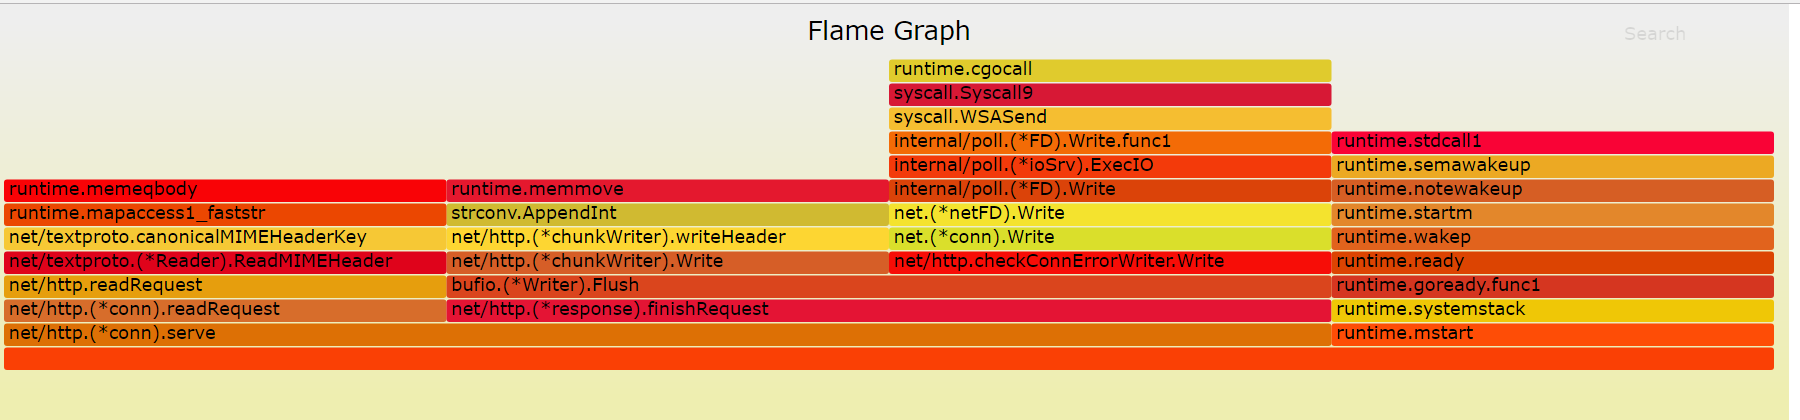 Flame Graph
Search
runtime.cgocall
syscall.Syscall9
syscall.WSASend
internal/poll.(*FD).Write.func1
runtime.stdcall1
internal/poll.(*ioSrv).ExecIO
runtime.semawakeup
runtime.memeqbody
runtime.memmove
internal/poll.(*FD).Write
runtime.notewakeup
runtime.mapaccess1_faststr
strconv.AppendInt
net.(*netFD).Write
runtime.startm
net/textproto.canonicalMIMEHeaderKey
net/http.(*chunkWriter).writeHeader
net.(*conn).Write
runtime.wakep
net/textproto.(*Reader).ReadMIMEHeader
net/http.(*chunkWriter).Write
net/http.checkConnErrorWriter.Write
runtime.ready
net/http.readRequest
bufio.(*Writer).Flush
runtime.goready.func1
net/http.(*conn).readRequest
net/http.(*response).finishRequest
runtime.systemstack
net/http.(*conn).serve
runtime.mstart